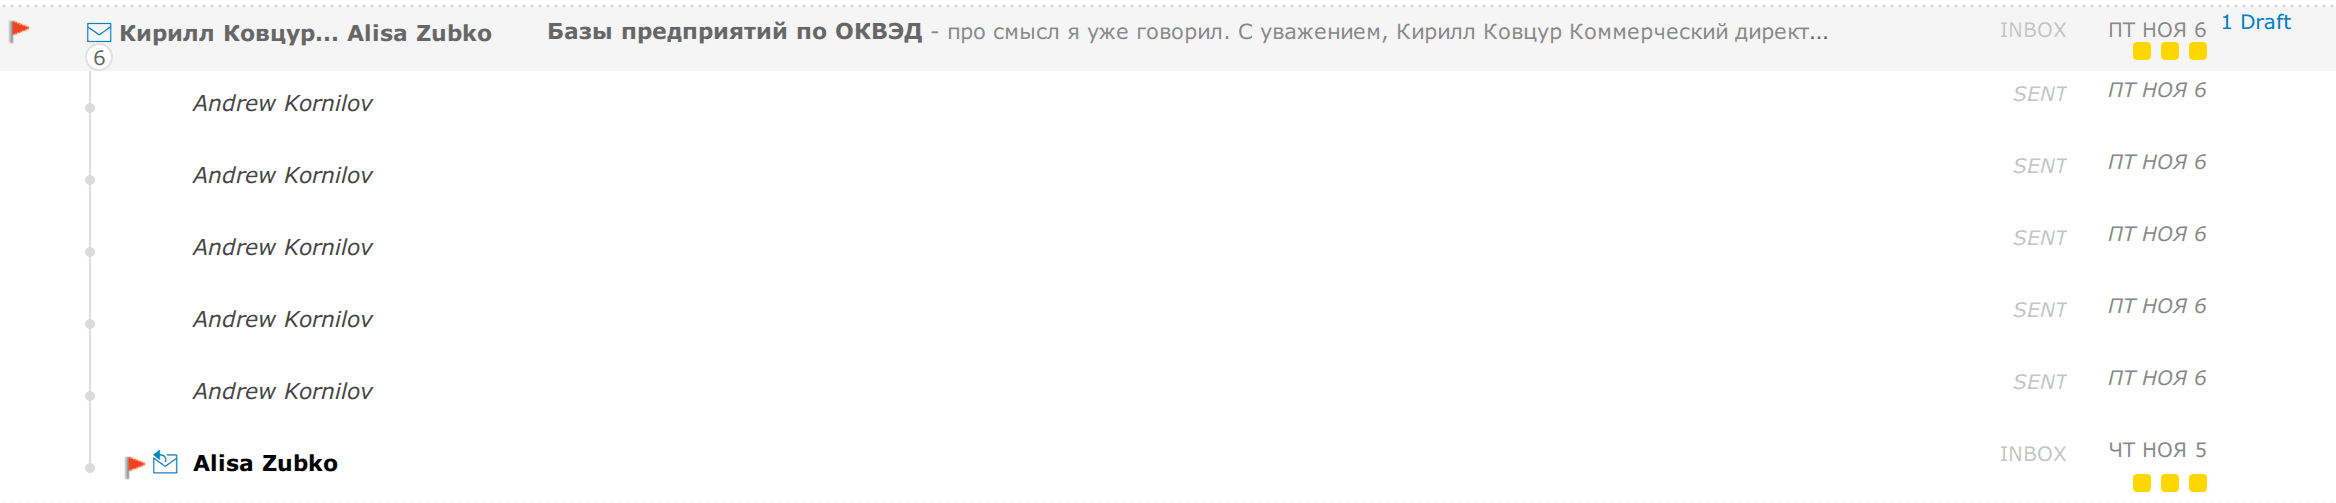 Кирилл Ковцур... Alisa Zubko Базы предприятий по ОКВЭД - про смысл я уже говорил. С уважением, Кирилл Ковцур Коммерческий директ... INBOX ПТ НОЯ 6 1 Draft
6
Andrew Kornilov SENT ПТ НОЯ 6
Andrew Kornilov SENT ПТ НОЯ 6
Andrew Kornilov SENT ПТ НОЯ 6
Andrew Kornilov SENT ПТ НОЯ 6
Andrew Kornilov SENT ПТ НОЯ 6
Alisa Zubko INBOX ЧТ НОЯ 5